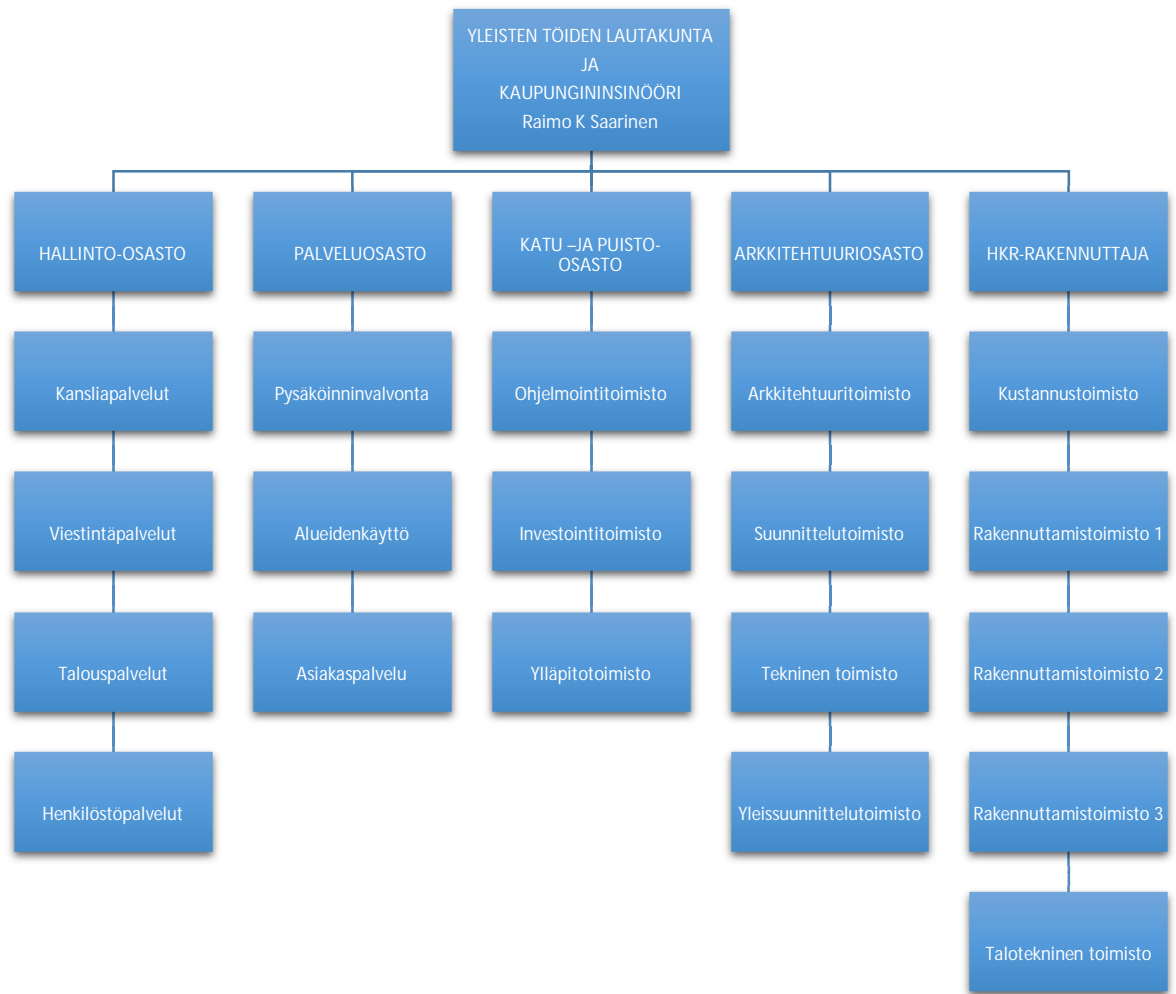 YLEISTEN TÖIDEN LAUTAKUNTA
JA
KAUPUNGININSINÖÖRI
Raimo K Saarinen
HALLINTO-OSASTO
Kansliapalvelut
Viestintäpalvelut
Talouspalvelut
Henkilöstöpalvelut
PALVELUOSASTO
Pysäköinninvalvonta
Alueidenkäyttö
Asiakaspalvelu
KATU –JA PUISTO-
OSASTO
Ohjelmointitoimisto
Investointitoimisto
Ylläpitotoimisto
ARKKITEHTUURIOSASTO
Arkkitehtuuritoimisto
Suunnittelutoimisto
Tekninen toimisto
Yleissuunnittelutoimisto
HKR-RAKENNUTTAJA
Kustannustoimisto
Rakennuttamistoimisto 1
Rakennuttamistoimisto 2
Rakennuttamistoimisto 3
Talotekninen toimisto